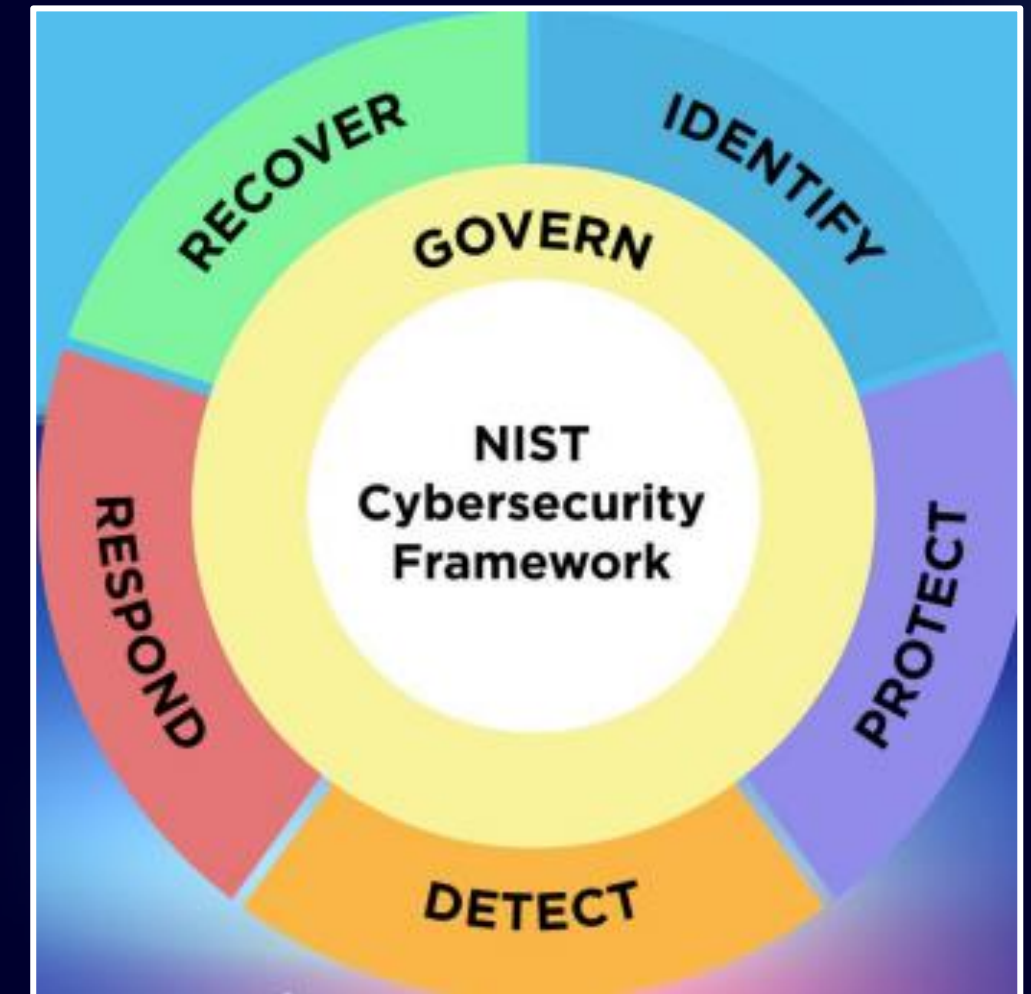 RECOVER
IDENTIFY
GOVERN
NIST
Cybersecurity
Framework
RESPOND
PROTECT
DETECT